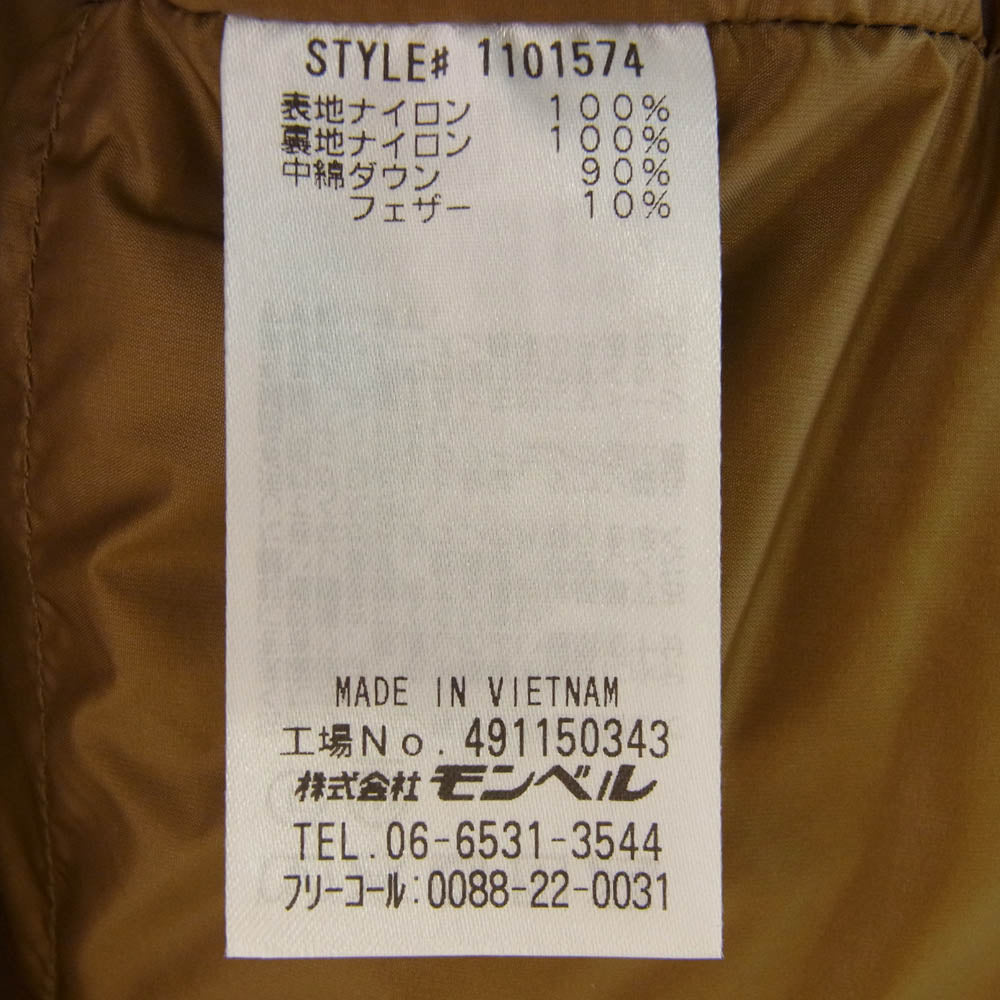 STYLE# 1101574
表地ナイロン 100%
裏地ナイロン 100%
中綿ダウン 90%
フェザー 10%
MADE IN VIETNAM
工場No. 491150343
株式会社モンベル
TEL.06-6531-3544
フリーコール:0088-22-0031